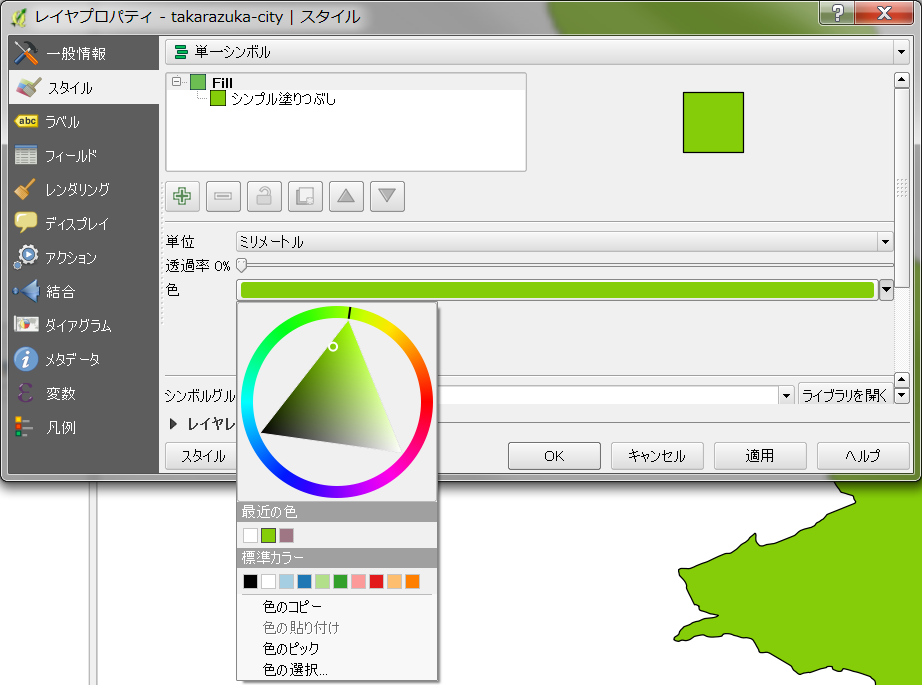 レイヤプロパティ - takarazuka-city | スタイル
一般情報
スタイル
abc ラベル
フィールド
レンダリング
ディスプレイ
アクション
結合
ダイアグラム
メタデータ
変数
凡例
単一シンボル
Fill
シンプル塗りつぶし
単位 ミリメートル
透過率 0%
色
シンボルグル
ライブラリを開く
レイヤレ
スタイル
OK
キャンセル
適用
ヘルプ
最近の色
標準カラー
色のコピー
色の貼り付け
色のピック
色の選択...